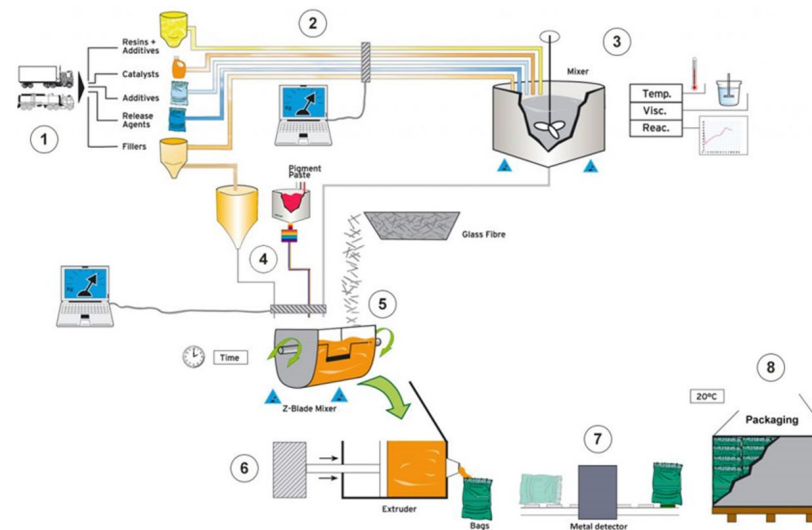 1
Resins +
Additives
Catalysts
Additives
Release
Agents
Fillers
2
3
Mixer
Temp.
Visc.
Reac.
Pigment
Paste
Glass Fibre
4
5
Time
Z-Blade Mixer
6
Extruder
Bags
7
Metal detector
8
20ºC
Packaging